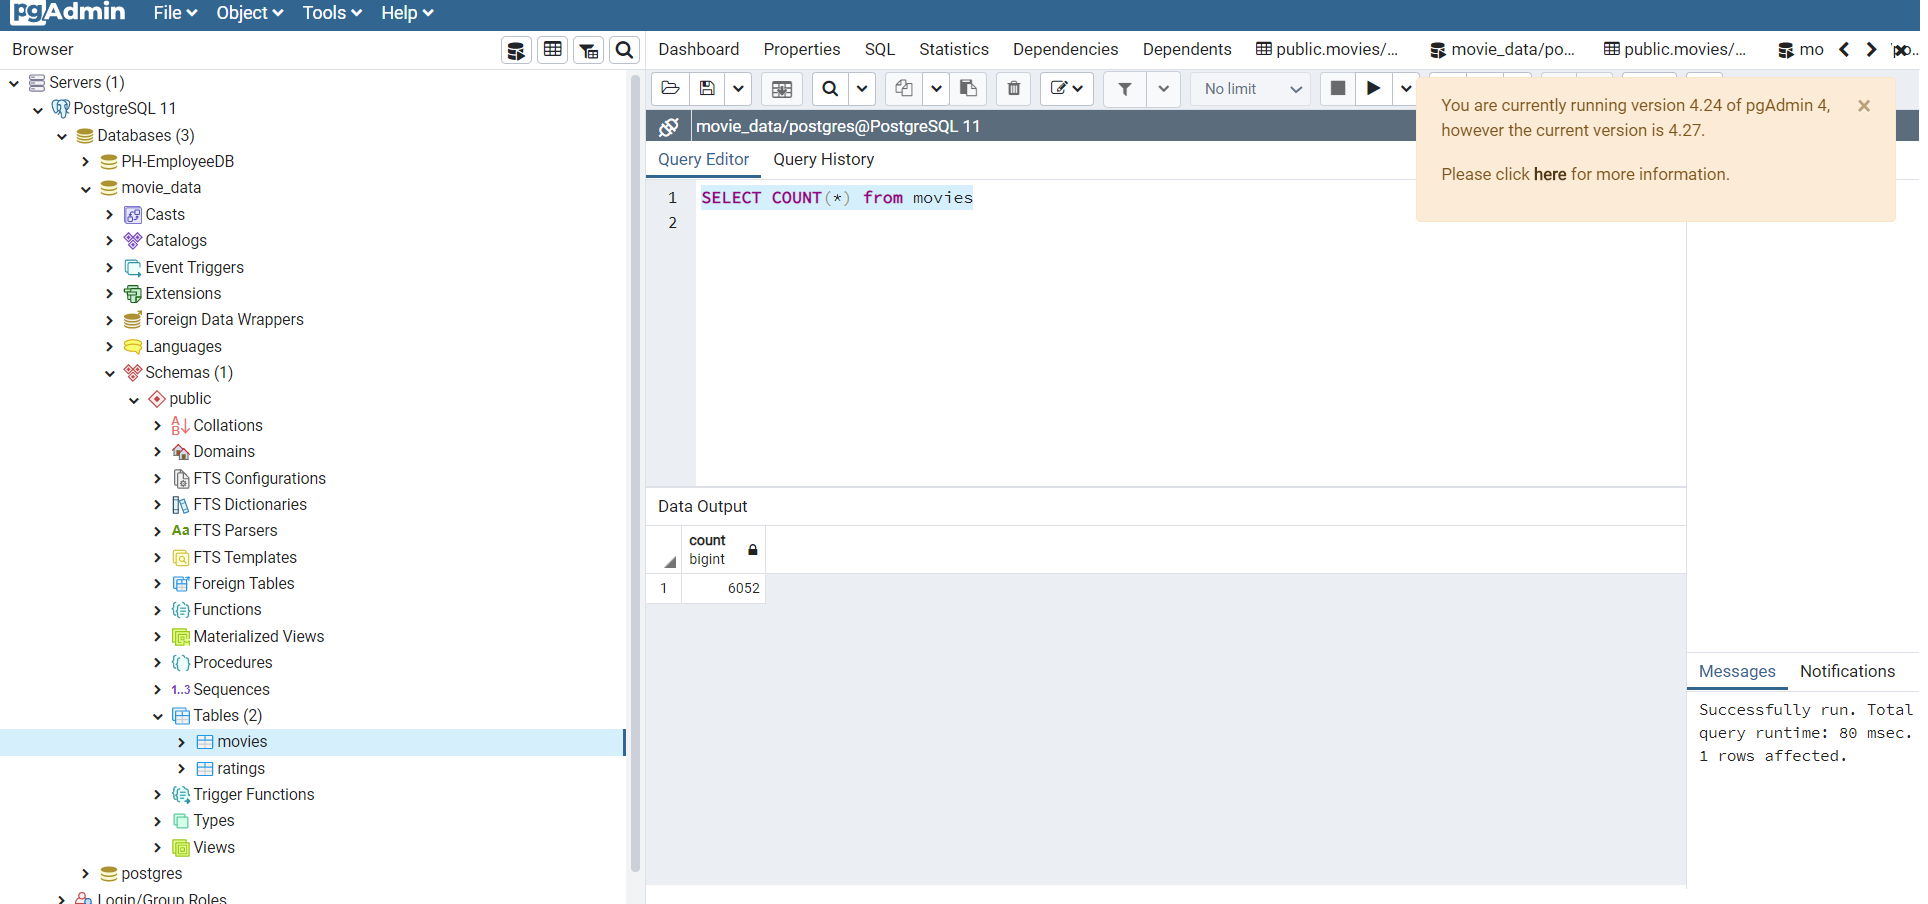 pgAdmin File Object Tools Help
Browser
Servers (1)
PostgreSQL 11
Databases (3)
PH-EmployeeDB
movie_data
Casts
Catalogs
Event Triggers
Extensions
Foreign Data Wrappers
Languages
Schemas (1)
public
Collations
Domains
FTS Configurations
FTS Dictionaries
Aa FTS Parsers
FTS Templates
Foreign Tables
Functions
Materialized Views
Procedures
1..3 Sequences
Tables (2)
movies
ratings
Trigger Functions
Types
Views
postgres
Login/Group Roles
Dashboard Properties SQL Statistics Dependencies Dependents public.movies/... movie_data/po... public.movies/... mo
No limit
movie_data/postgres@PostgreSQL 11
Query Editor Query History
1 SELECT COUNT(*) from movies
2
Data Output
count
bigint
1 6052
You are currently running version 4.24 of pgAdmin 4,
however the current version is 4.27.
Please click here for more information.
Messages Notifications
Successfully run. Total
query runtime: 80 msec.
1 rows affected.